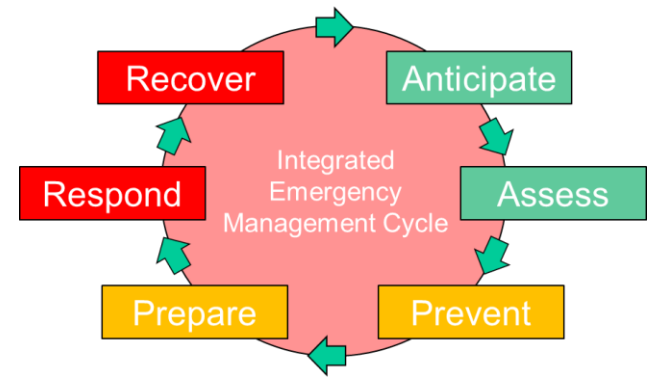 Recover
Anticipate
Integrated
Emergency
Management Cycle
Respond
Assess
Prepare
Prevent